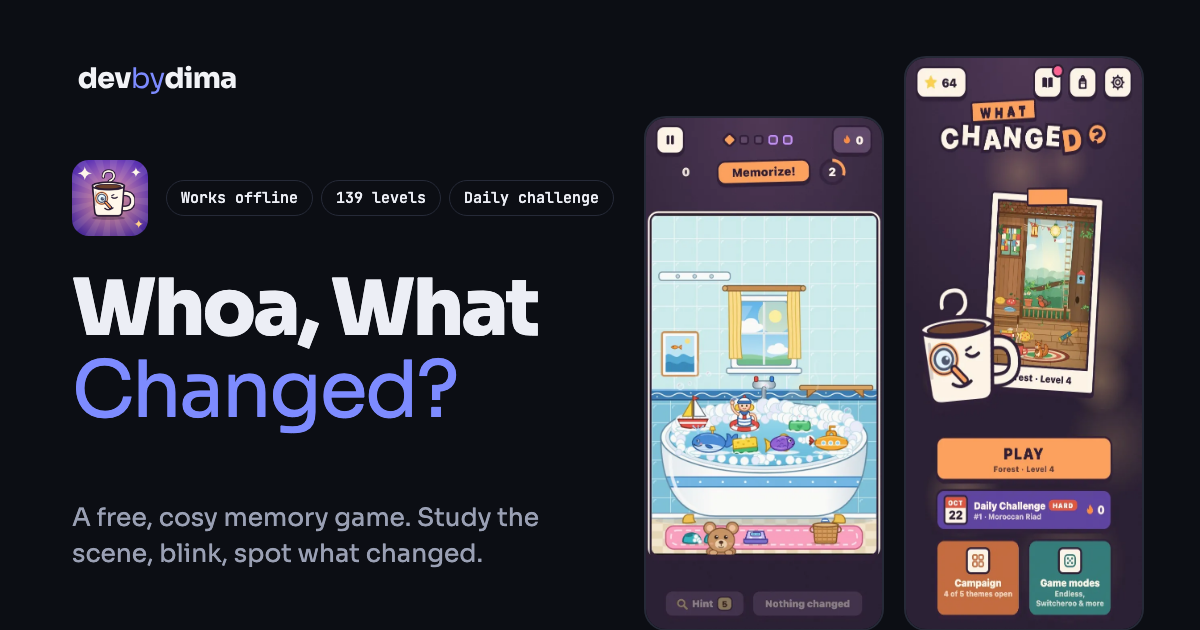 devbydima
Works offline
139 levels
Daily challenge
Whoa, What
Changed?
A free, cosy memory game. Study the
scene, blink, spot what changed.
0
Memorize!
2
0
Hint 5
Nothing changed
64
WHAT
CHANGED?
Forest · Level 4
PLAY
Forest · Level 4
OCT
22
Daily Challenge HARD
#1 · Moroccan Riad
0
Campaign
4 of 5 themes open
Game modes
Endless,
Switcheroo & more